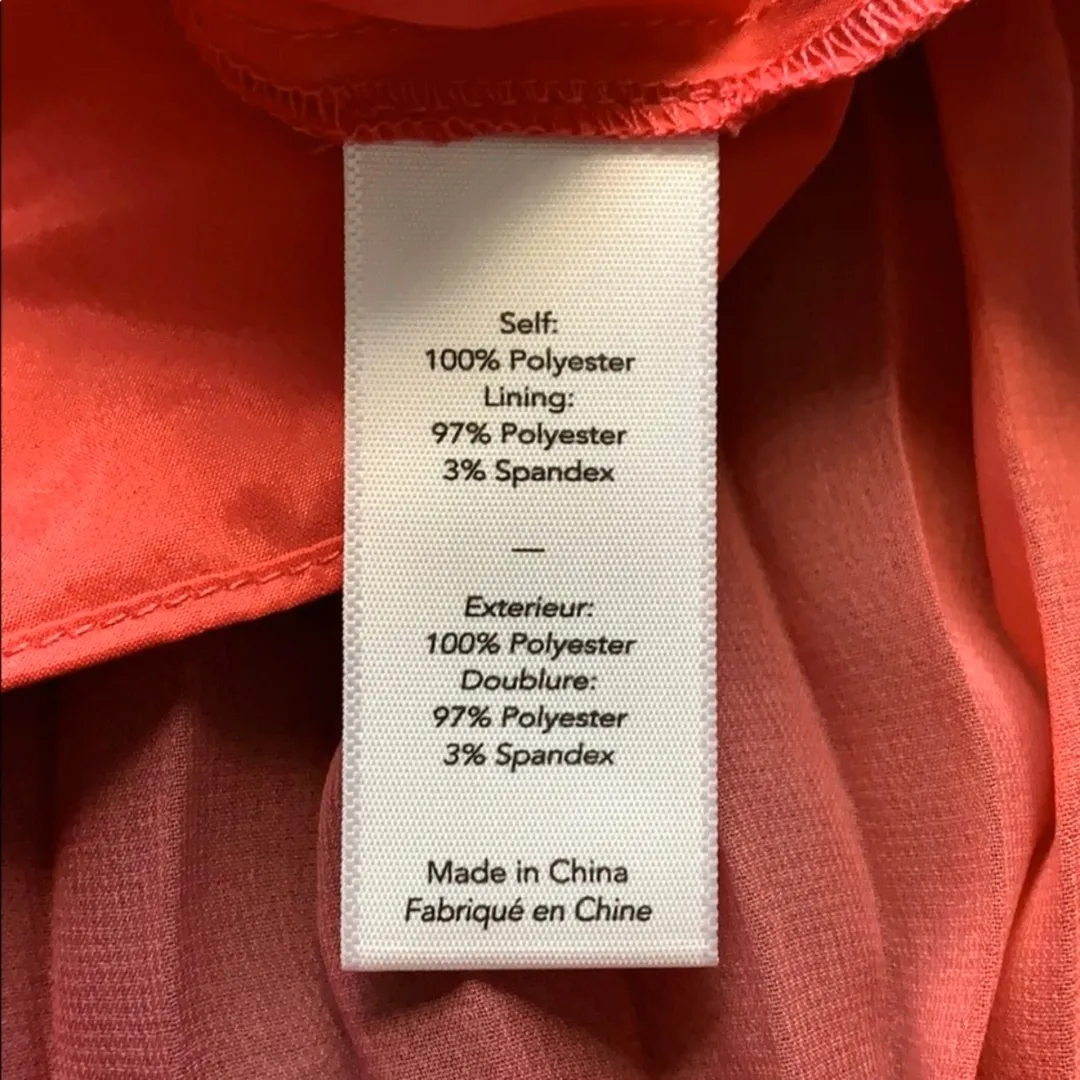 Self:
100% Polyester
Lining:
97% Polyester
3% Spandex
—
Exterieur:
100% Polyester
Doublure:
97% Polyester
3% Spandex
Made in China
Fabriqué en Chine